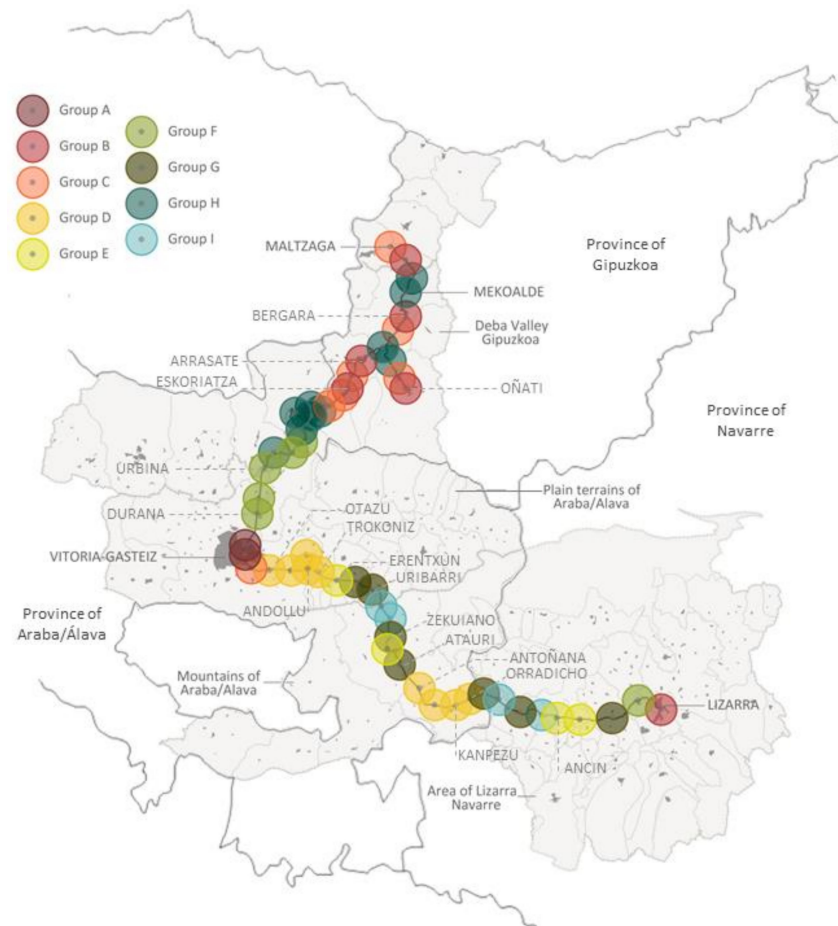 Group A
Group B
Group C
Group D
Group E
Group F
Group G
Group H
Group I
MALTZAGA
Province of
Gipuzkoa
MEKOALDE
BERGARA
Deba Valley
Gipuzkoa
ARRASATE
ESKORIATZA
OÑATI
Province of
Navarre
URBINA
Plain terrains of
Araba/Alava
DURANA
OTAZU
TROKONIZ
VITORIA-GASTEIZ
ERENTXUN
URIBARRI
ANDOLLU
Province of
Araba/Álava
ZEKUIANO
ATAURI
Mountains of
Araba/Alava
ANTOÑANA
ORRADICHO
LIZARRA
KANPEZU
ANCIN
Area of Lizarra
Navarre